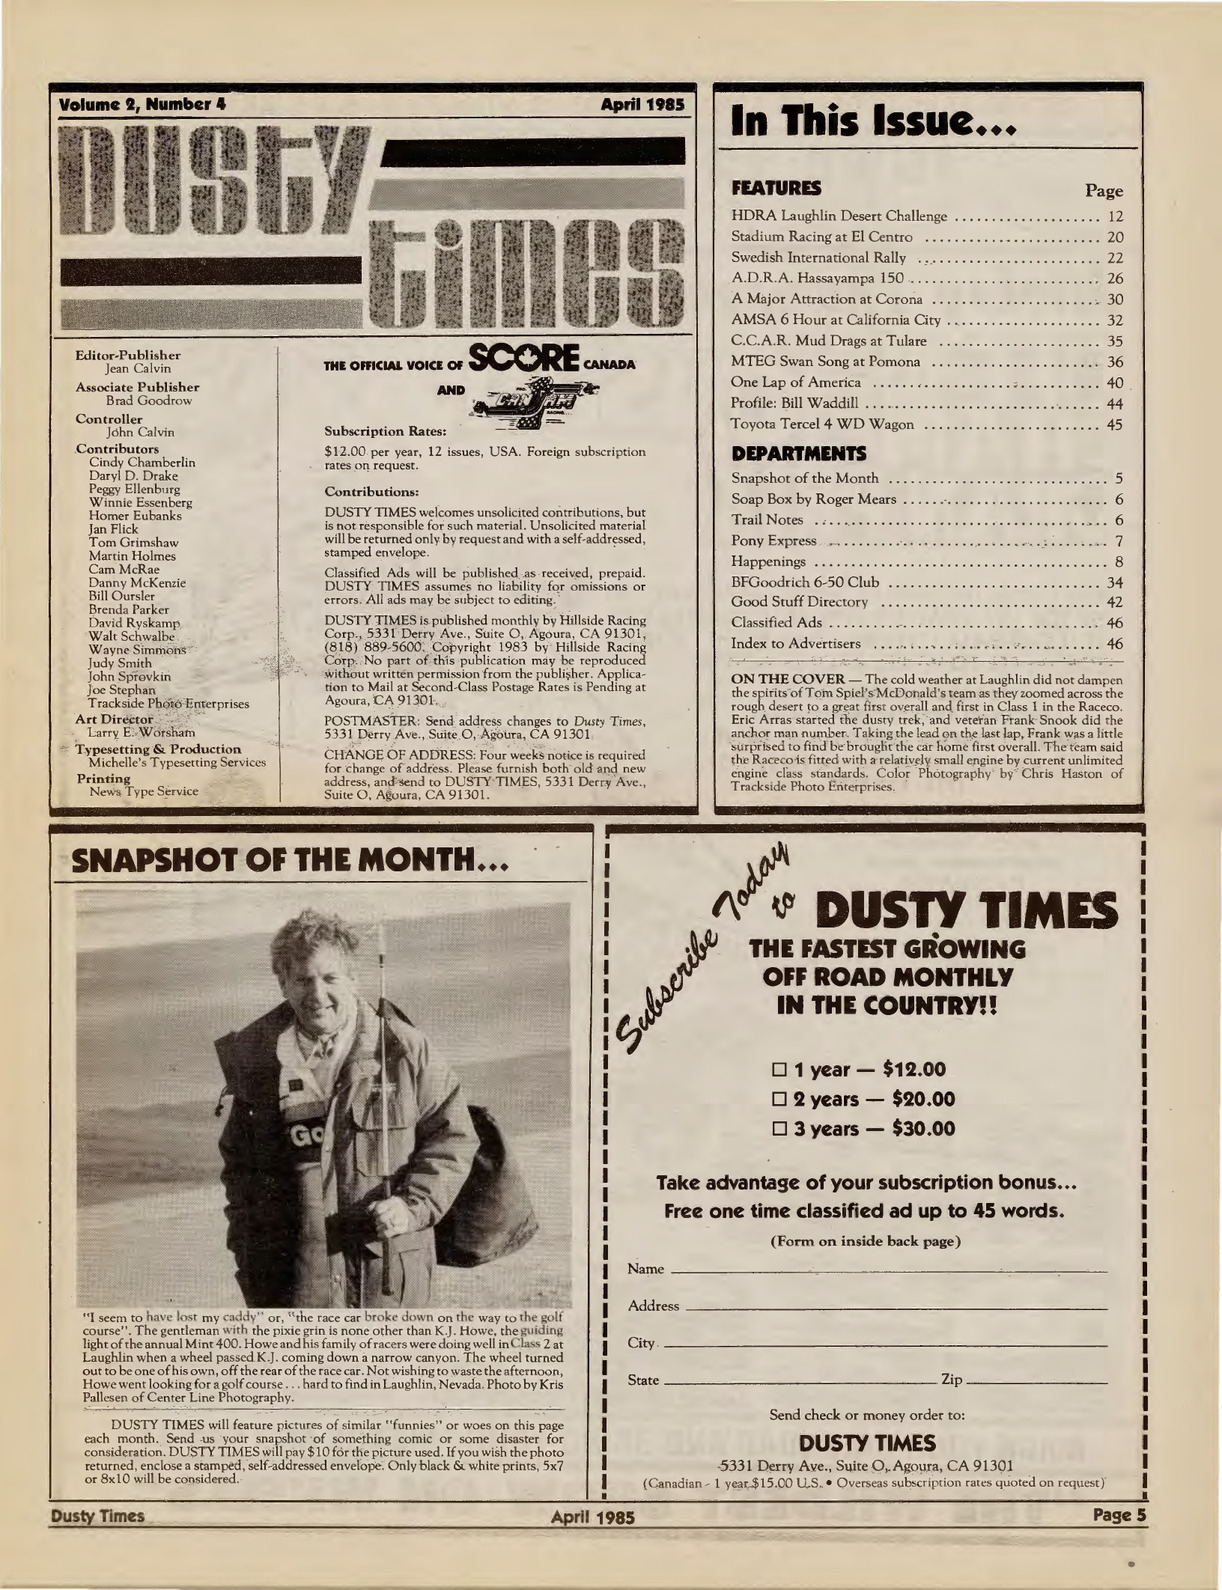 Volume 2, Number 4 April 1985
Dusty
times
Editor-Publisher
Jean Calvin
Associate Publisher
Brad Goodrow
Controller
John Calvin
Contributors
Cindy Chamberlin
Daryl D. Drake
Peggy Ellenburg
Winnie Essenberg
Homer Eubanks
Jan Flick
Tom Grimshaw
Martin Holmes
Cam McRae
Danny McKenzie
Bill Oursler
Brenda Parker
David Ryskamp
Walt Schwalbe
Wayne Simmons
Judy Smith
John Sprovkin
Joe Stephan
Trackside Photo Enterprises
Art Director
Larry E. Worsham
Typesetting & Production
Michelle's Typesetting Services
Printing
News Type Service
THE OFFICIAL VOICE OF SCORE CANADA
AND CAN AM
RACING
Subscription Rates:
$12.00 per year, 12 issues, USA. Foreign subscription
rates on request.
Contributions:
DUSTY TIMES welcomes unsolicited contributions, but
is not responsible for such material. Unsolicited material
will be returned only by request and with a self-addressed,
stamped envelope.
Classified Ads will be published as received, prepaid.
DUSTY TIMES assumes no liability for omissions or
errors. All ads may be subject to editing.
DUSTY TIMES is published monthly by Hillside Racing
Corp., 5331 Derry Ave., Suite O, Agoura, CA 91301,
(818) 889-5600. Copyright 1983 by Hillside Racing
Corp. No part of this publication may be reproduced
without written permission from the publisher. Applica-
tion to Mail at Second-Class Postage Rates is Pending at
Agoura, CA 91301.
POSTMASTER: Send address changes to Dusty Times,
5331 Derry Ave., Suite O, Agoura, CA 91301
CHANGE OF ADDRESS: Four weeks notice is required
for change of address. Please furnish both old and new
address, and send to DUSTY TIMES, 5331 Derry Ave.,
Suite O, Agoura, CA 91301.
In This Issue...
FEATURES Page
HDRA Laughlin Desert Challenge .................... 12
Stadium Racing at El Centro ........................ 20
Swedish International Rally ......................... 22
A.D.R.A. Hassayampa 150 .......................... 26
A Major Attraction at Corona ....................... 30
AMSA 6 Hour at California City ..................... 32
C.C.A.R. Mud Drags at Tulare ...................... 35
MTEG Swan Song at Pomona ........................ 36
One Lap of America ............................... 40
Profile: Bill Waddill ................................ 44
Toyota Tercel 4 WD Wagon ........................ 45
DEPARTMENTS
Snapshot of the Month ............................. 5
Soap Box by Roger Mears ........................... 6
Trail Notes ........................................ 6
Pony Express ...................................... 7
Happenings ........................................ 8
BFGoodrich 6-50 Club ............................. 34
Good Stuff Directory .............................. 42
Classified Ads ..................................... 46
Index to Advertisers ............................... 46
ON THE COVER — The cold weather at Laughlin did not dampen
the spirits of Tom Spiel's McDonald's team as they zoomed across the
rough desert to a great first overall and first in Class 1 in the Raceco.
Eric Arras started the dusty trek, and veteran Frank Snook did the
anchor man number. Taking the lead on the last lap, Frank was a little
surprised to find he brought the car home first overall. The team said
the Raceco is fitted with a relatively small engine by current unlimited
engine class standards. Color Photography by Chris Haston of
Trackside Photo Enterprises.
SNAPSHOT OF THE MONTH...
Go
"I seem to have lost my caddy" or, "the race car broke down on the way to the golf
course". The gentleman with the pixie grin is none other than K.J. Howe, the guiding
light of the annual Mint 400. Howe and his family of racers were doing well in Class 2 at
Laughlin when a wheel passed K.J. coming down a narrow canyon. The wheel turned
out to be one of his own, off the rear of the race car. Not wishing to waste the afternoon,
Howe went looking for a golf course . . . hard to find in Laughlin, Nevada. Photo by Kris
Pallesen of Center Line Photography.
DUSTY TIMES will feature pictures of similar "funnies" or woes on this page
each month. Send us your snapshot of something comic or some disaster for
consideration. DUSTY TIMES will pay $10 for the picture used. If you wish the photo
returned, enclose a stamped, self-addressed envelope. Only black & white prints, 5x7
or 8x10 will be considered.
Subscribe Today
to
DUSTY TIMES
THE FASTEST GROWING
OFF ROAD MONTHLY
IN THE COUNTRY!!
□ 1 year — $12.00
□ 2 years — $20.00
□ 3 years — $30.00
Take advantage of your subscription bonus...
Free one time classified ad up to 45 words.
(Form on inside back page)
Name
Address
City
State Zip
Send check or money order to:
DUSTY TIMES
5331 Derry Ave., Suite O, Agoura, CA 91301
(Canadian - 1 year $15.00 U.S. • Overseas subscription rates quoted on request)
Dusty Times April 1985 Page 5